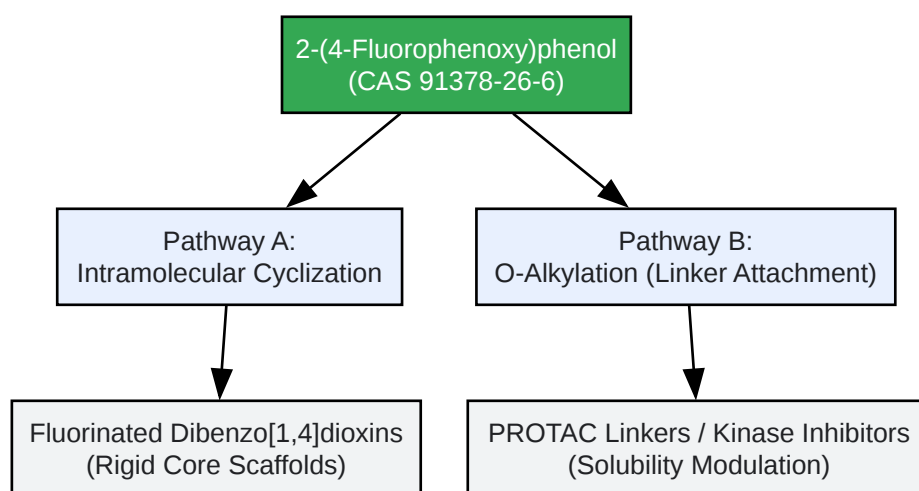 2-(4-Fluorophenoxy)phenol
(CAS 91378-26-6)
Pathway A:
Intramolecular Cyclization
Pathway B:
O-Alkylation (Linker Attachment)
Fluorinated Dibenzo[1,4]dioxins
(Rigid Core Scaffolds)
PROTAC Linkers / Kinase Inhibitors
(Solubility Modulation)